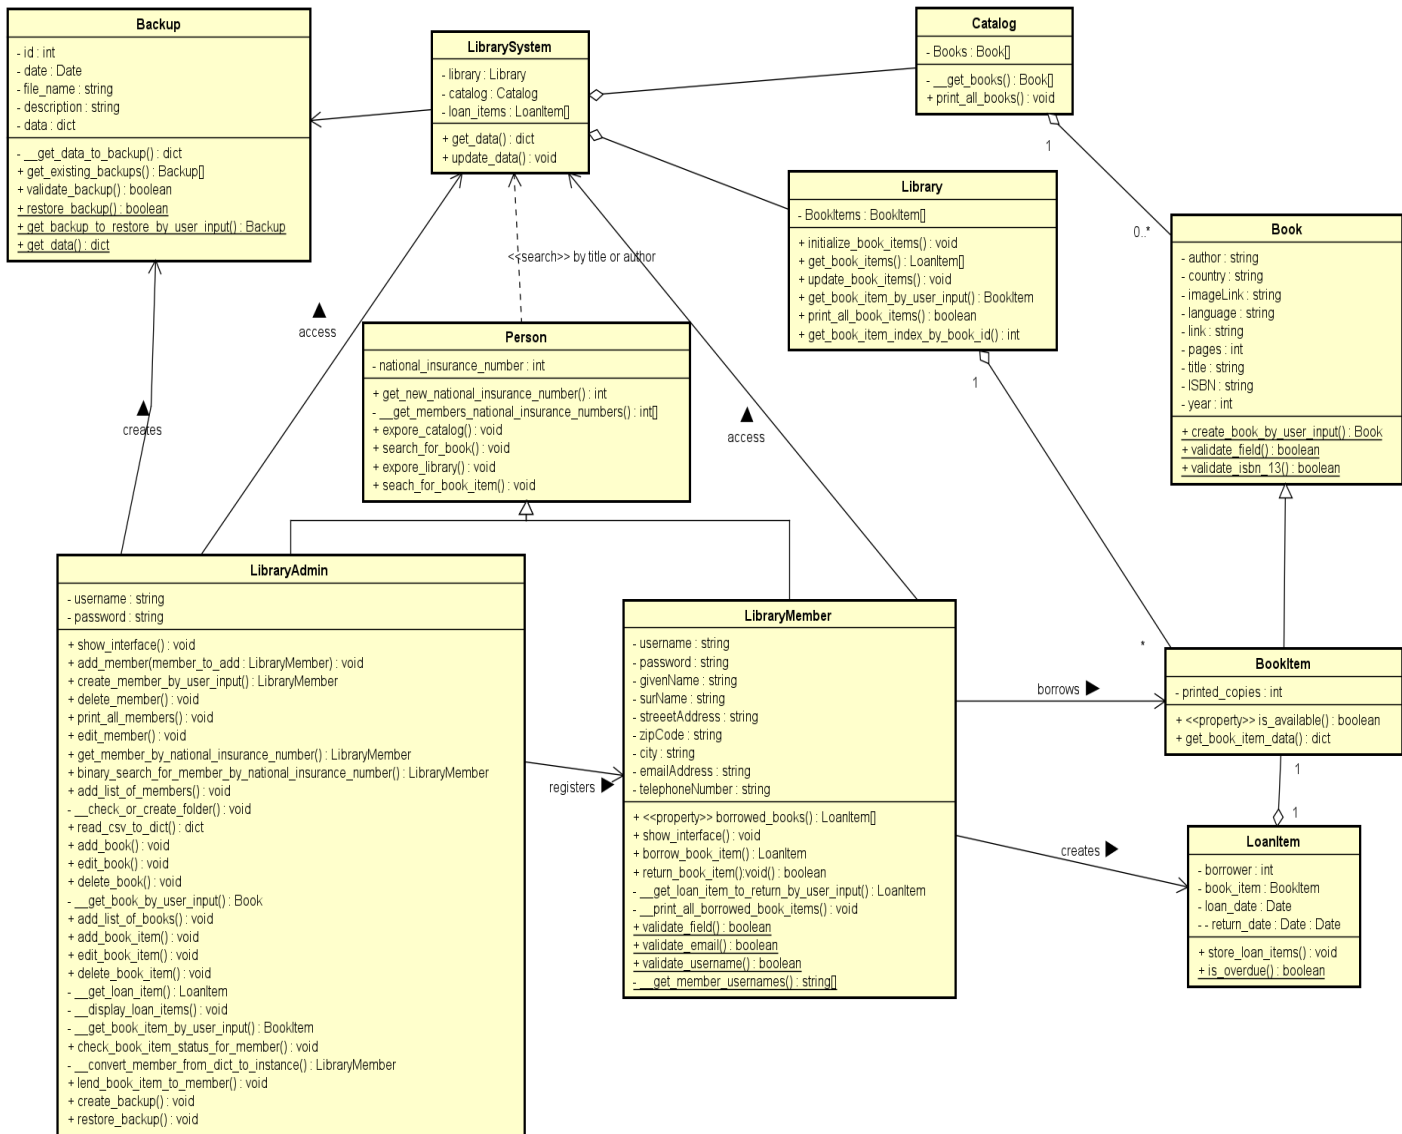 Backup
- id : int
- date : Date
- file_name : string
- description : string
- data : dict
- __get_data_to_backup() : dict
+ get_existing_backups() : Backup[]
+ validate_backup() : boolean
+ restore_backup() : boolean
+ get_backup_to_restore_by_user_input() : Backup
+ get_data() : dict
LibrarySystem
- library : Library
- catalog : Catalog
- loan_items : LoanItem[]
+ get_data() : dict
+ update_data() : void
Catalog
- Books : Book[]
- __get_books() : Book[]
+ print_all_books() : void
1
0..*
Library
- BookItems : BookItem[]
+ initialize_book_items() : void
+ get_book_items() : LoanItem[]
+ update_book_items() : void
+ get_book_item_by_user_input() : BookItem
+ print_all_book_items() : boolean
+ get_book_item_index_by_book_id() : int
1
*
Book
- author : string
- country : string
- imageLink : string
- language : string
- link : string
- pages : int
- title : string
- ISBN : string
- year : int
+ create_book_by_user_input() : Book
+ validate_field() : boolean
+ validate_isbn_13() : boolean
<<search>> by title or author
access
access
creates
Person
- national_insurance_number : int
+ get_new_national_insurance_number() : int
- __get_members_national_insurance_numbers() : int[]
+ expore_catalog() : void
+ search_for_book() : void
+ expore_library() : void
+ seach_for_book_item() : void
LibraryAdmin
- username : string
- password : string
+ show_interface() : void
+ add_member(member_to_add : LibraryMember) : void
+ create_member_by_user_input() : LibraryMember
+ delete_member() : void
+ print_all_members() : void
+ edit_member() : void
+ get_member_by_national_insurance_number() : LibraryMember
+ binary_search_for_member_by_national_insurance_number() : LibraryMember
+ add_list_of_members() : void
- __check_or_create_folder() : void
+ read_csv_to_dict() : dict
+ add_book() : void
+ edit_book() : void
+ delete_book() : void
- __get_book_by_user_input() : Book
+ add_list_of_books() : void
+ add_book_item() : void
+ edit_book_item() : void
+ delete_book_item() : void
- __get_loan_item() : LoanItem
- __display_loan_items() : void
- __get_book_item_by_user_input() : BookItem
+ check_book_item_status_for_member() : void
- __convert_member_from_dict_to_instance() : LibraryMember
+ lend_book_item_to_member() : void
+ create_backup() : void
+ restore_backup() : void
registers
LibraryMember
- username : string
- password : string
- givenName : string
- surName : string
- streeetAddress : string
- zipCode : string
- city : string
- emailAddress : string
- telephoneNumber : string
+ <<property>> borrowed_books() : LoanItem[]
+ show_interface() : void
+ borrow_book_item() : LoanItem
+ return_book_item():void() : boolean
- __get_loan_item_to_return_by_user_input() : LoanItem
- __print_all_borrowed_book_items() : void
+ validate_field() : boolean
+ validate_email() : boolean
+ validate_username() : boolean
- __get_member_usernames() : string[]
borrows
creates
BookItem
- printed_copies : int
+ <<property>> is_available() : boolean
+ get_book_item_data() : dict
1
1
LoanItem
- borrower : int
- book_item : BookItem
- loan_date : Date
- - return_date : Date : Date
+ store_loan_items() : void
+ is_overdue() : boolean